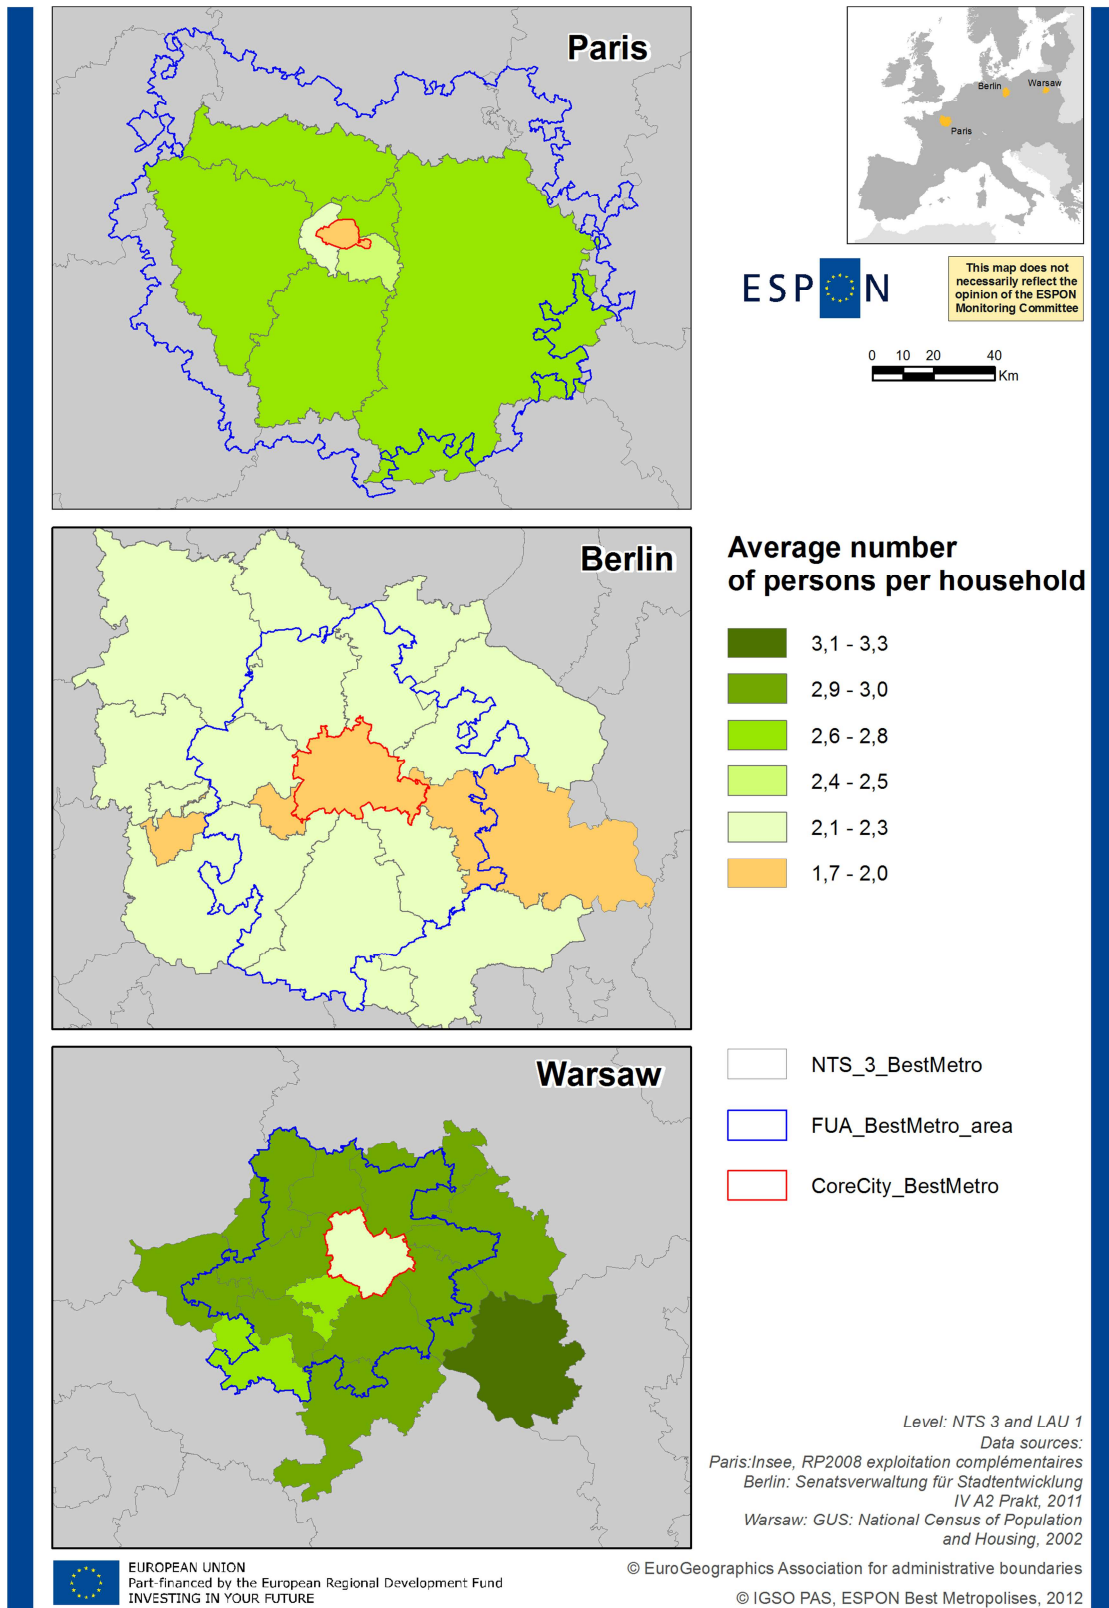 Paris
Berlin
Warsaw
Paris
ESPON
This map does not
necessarily reflect the
opinion of the ESPON
Monitoring Committee
0 10 20 40
Km
Berlin
Average number
of persons per household
3,1 - 3,3
2,9 - 3,0
2,6 - 2,8
2,4 - 2,5
2,1 - 2,3
1,7 - 2,0
Warsaw
NTS_3_BestMetro
FUA_BestMetro_area
CoreCity_BestMetro
Level: NTS 3 and LAU 1
Data sources:
Paris:Insee, RP2008 exploitation complémentaires
Berlin: Senatsverwaltung für Stadtentwicklung
IV A2 Prakt, 2011
Warsaw: GUS: National Census of Population
and Housing, 2002
EUROPEAN UNION
Part-financed by the European Regional Development Fund
INVESTING IN YOUR FUTURE
© EuroGeographics Association for administrative boundaries
© IGSO PAS, ESPON Best Metropolises, 2012